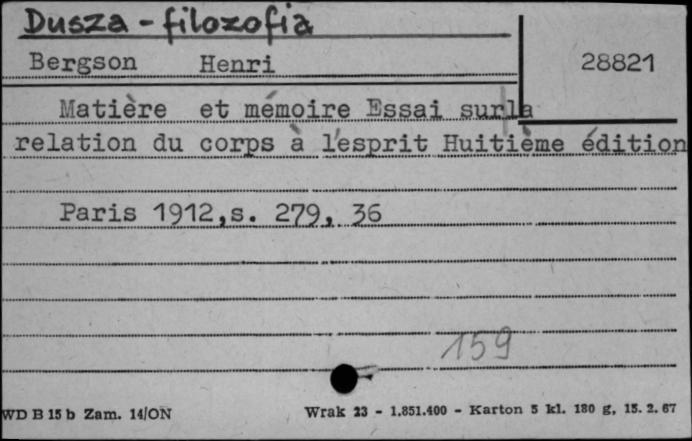 Dusza - filozofia
Bergson Henri
28821
Matière et mémoire Essai sur la
relation du corps à l'esprit Huitième édition
Paris 1912,s. 279, 36
159
WD B 15 b Zam. 14/ON
Wrak 23 - 1.851.400 - Karton 5 kl. 180 g, 15. 2. 67